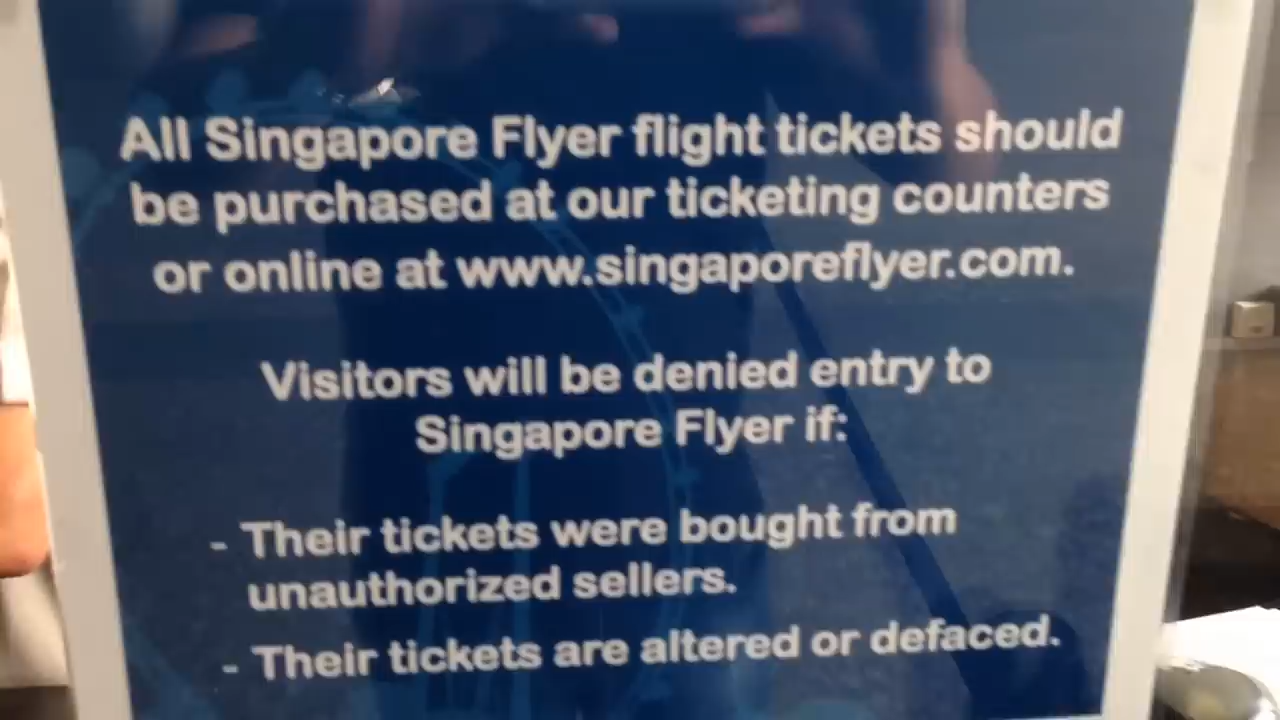 All Singapore Flyer flight tickets should
be purchased at our ticketing counters
or online at www.singaporeflyer.com.
Visitors will be denied entry to
Singapore Flyer if:
- Their tickets were bought from
unauthorized sellers.
- Their tickets are altered or defaced.